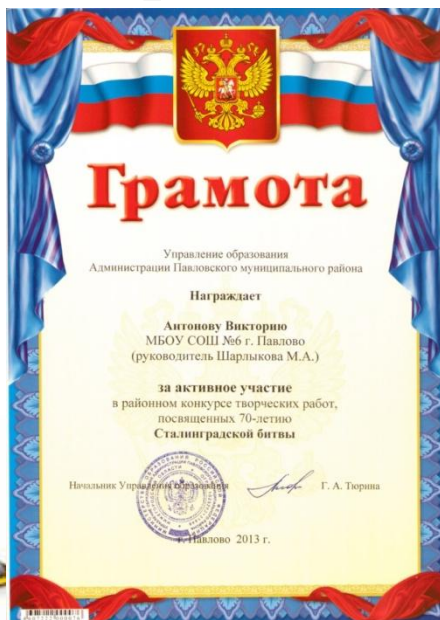 Грамота
Управление образования
Администрации Павловского муниципального района
Награждает
Антонову Викторию
МБОУ СОШ №6 г. Павлово
(руководитель Шарлыкова М.А.)
за активное участие
в районном конкурсе творческих работ,
посвященных 70-летию
Сталинградской битвы
Начальник Управления образования Г. А. Тюрина
г. Павлово 2013 г.